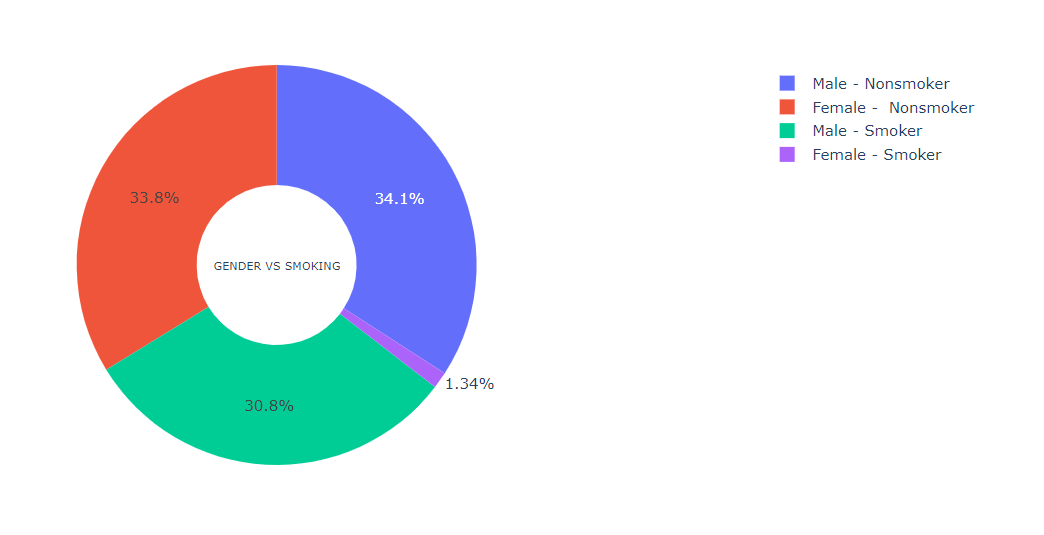 34.1%
33.8%
GENDER VS SMOKING
30.8%
1.34%
Male - Nonsmoker
Female -  Nonsmoker
Male - Smoker
Female - Smoker